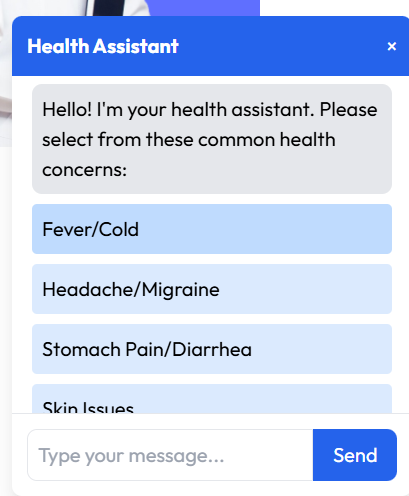 Health Assistant ×
Hello! I'm your health assistant. Please
select from these common health
concerns:
Fever/Cold
Headache/Migraine
Stomach Pain/Diarrhea
Skin Issues
Type your message...
Send